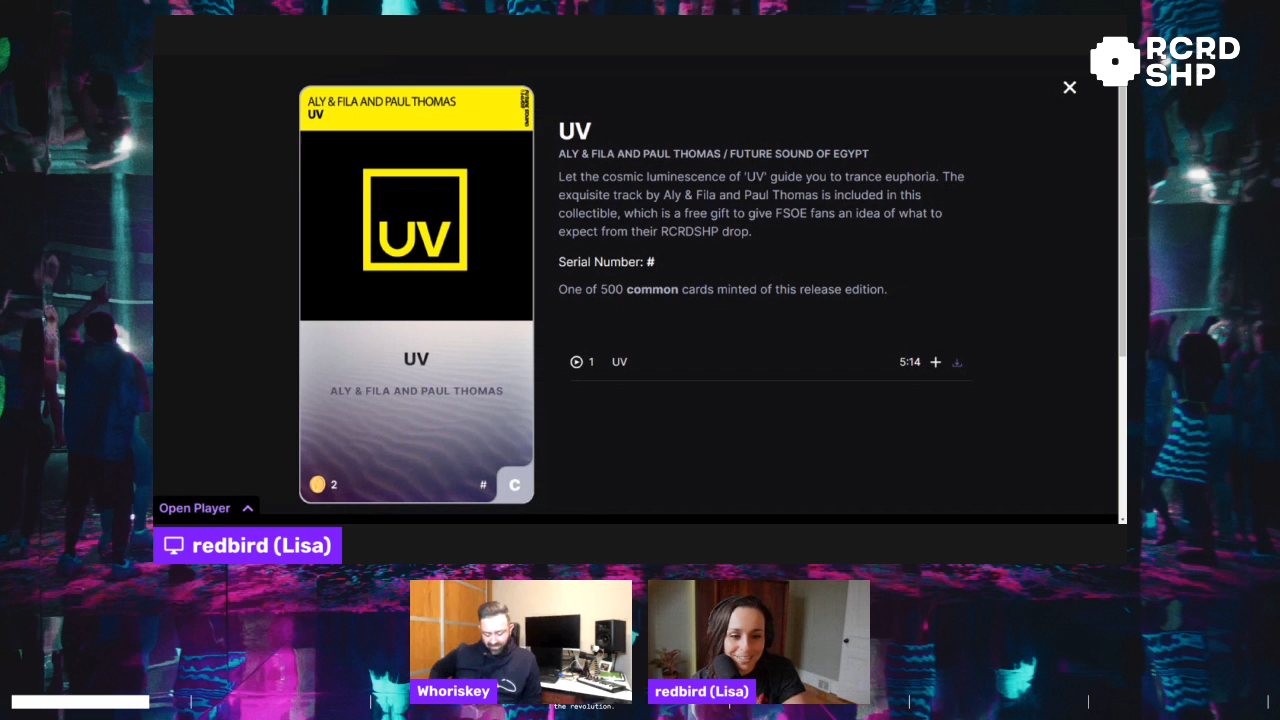 RCRD
SHP
ALY & FILA AND PAUL THOMAS
UV
UV
UV
ALY & FILA AND PAUL THOMAS
2
#
C
UV
ALY & FILA AND PAUL THOMAS / FUTURE SOUND OF EGYPT
Let the cosmic luminescence of 'UV' guide you to trance euphoria. The
exquisite track by Aly & Fila and Paul Thomas is included in this
collectible, which is a free gift to give FSOE fans an idea of what to
expect from their RCRDSHP drop.
Serial Number: #
One of 500 common cards minted of this release edition.
1 UV 5:14
Open Player
redbird (Lisa)
Whoriskey
redbird (Lisa)
the revolution.